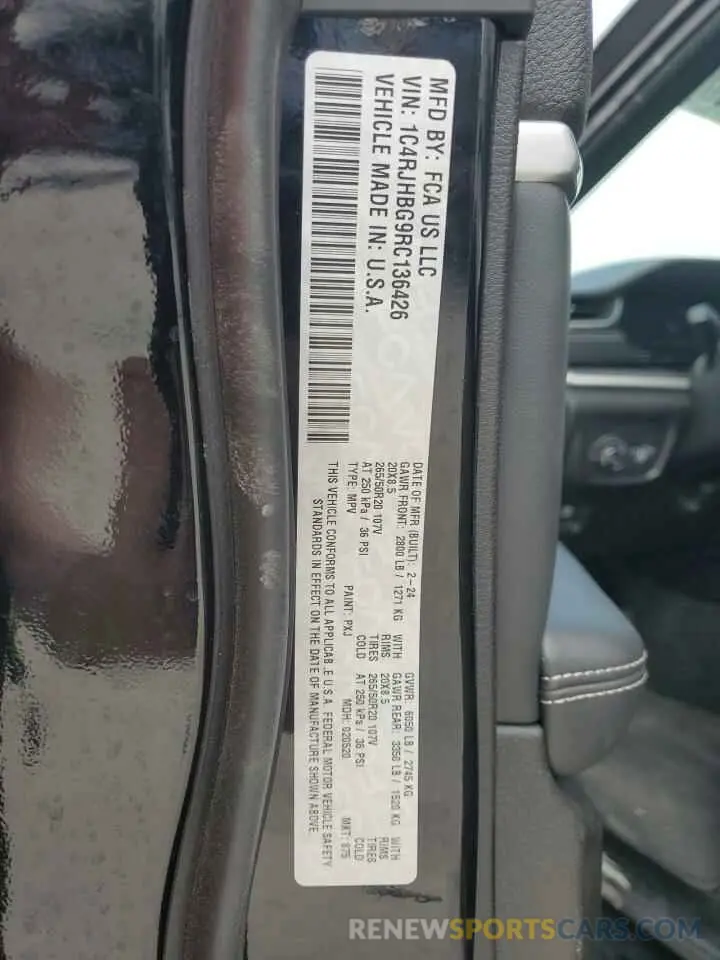 MFD BY: FCA US LLC
VIN: 1C4RJHBG9RC136426
VEHICLE MADE IN: U.S.A.
DATE OF MFR (BUILT): 2-24 GVWR: 6050 LB / 2745 KG
GAWR FRONT: 2800 LB / 1271 KG WITH GAWR REAR: 3350 LB / 1520 KG WITH
20X8.5 RIMS 20X8.5 RIMS
265/50R20 107V TIRES 265/50R20 107V TIRES
AT 250 kPa / 36 PSI COLD AT 250 kPa / 36 PSI COLD
TYPE: MPV PAINT: PXJ MDH: 020520 MKT:
THIS VEHICLE CONFORMS TO ALL APPLICAB_E U.S.A. FEDERAL MOTOR VEHICLE SAFETY
STANDARDS IN EFFECT ON THE DATE OF MANUFACTURE SHOWN ABOVE.
RENEWSPORTSCAR.COM